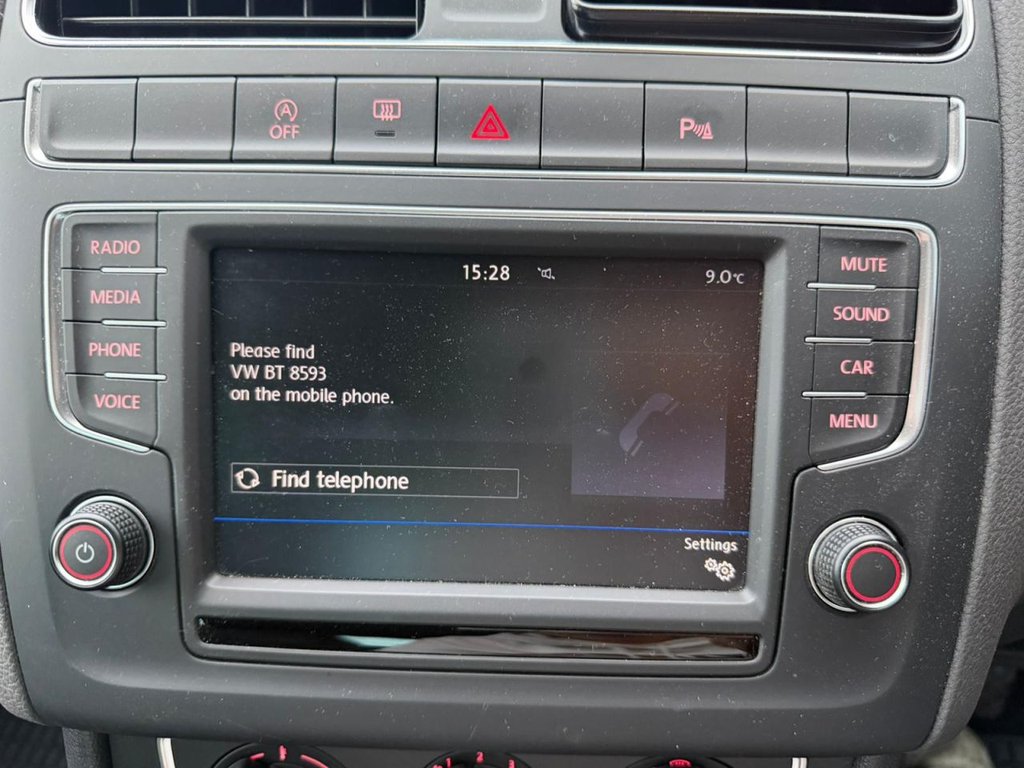 OFF
P
RADIO
MEDIA
PHONE
VOICE
15:28
9.0°C
Please find
VW BT 8593
on the mobile phone.
Find telephone
Settings
MUTE
SOUND
CAR
MENU
2